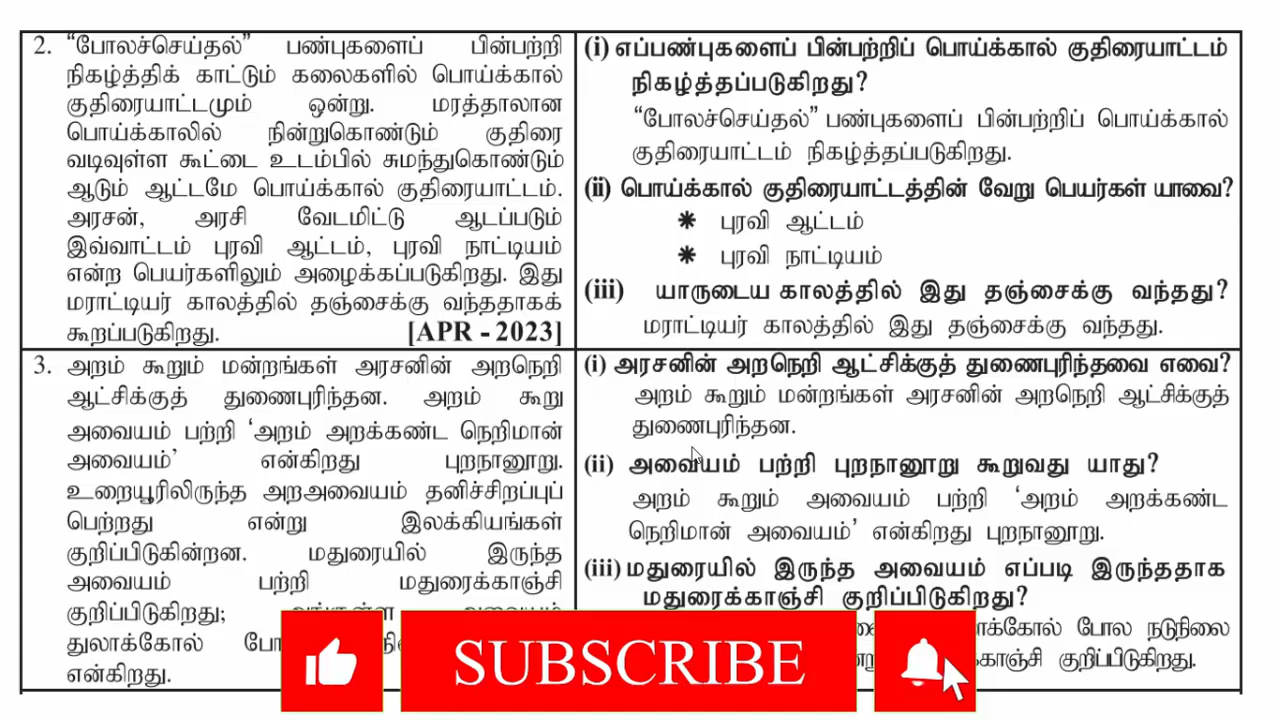 2. “போலச்செய்தல்” பண்புகளைப் பின்பற்றி
நிகழ்த்திக் காட்டும் கலைகளில் பொய்க்கால்
குதிரையாட்டமும் ஒன்று. மரத்தாலான
பொய்க்காலில் நின்றுகொண்டும் குதிரை
வடிவுள்ள கூட்டை உடம்பில் சுமந்துகொண்டும்
ஆடும் ஆட்டமே பொய்க்கால் குதிரையாட்டம்.
அரசன், அரசி வேடமிட்டு ஆடப்படும்
இவ்வாட்டம் புரவி ஆட்டம், புரவி நாட்டியம்
என்ற பெயர்களிலும் அழைக்கப்படுகிறது. இது
மராட்டியர் காலத்தில் தஞ்சைக்கு வந்ததாகக்
கூறப்படுகிறது. [APR - 2023]
(i) எப்பண்புகளைப் பின்பற்றிப் பொய்க்கால் குதிரையாட்டம்
நிகழ்த்தப்படுகிறது?
“போலச்செய்தல்” பண்புகளைப் பின்பற்றிப் பொய்க்கால்
குதிரையாட்டம் நிகழ்த்தப்படுகிறது.
(ii) பொய்க்கால் குதிரையாட்டத்தின் வேறு பெயர்கள் யாவை?
* புரவி ஆட்டம்
* புரவி நாட்டியம்
(iii) யாருடைய காலத்தில் இது தஞ்சைக்கு வந்தது?
மராட்டியர் காலத்தில் இது தஞ்சைக்கு வந்தது.
3. அறம் கூறும் மன்றங்கள் அரசனின் அறநெறி
ஆட்சிக்குத் துணைபுரிந்தன. அறம் கூறு
அவையம் பற்றி ‘அறம் அறக்கண்ட நெறிமான்
அவையம்’ என்கிறது புறநானூறு.
உறையூரிலிருந்த அறஅவையம் தனிச்சிறப்புப்
பெற்றது என்று இலக்கியங்கள்
குறிப்பிடுகின்றன. மதுரையில் இருந்த
அவையம் பற்றி மதுரைக்காஞ்சி
குறிப்பிடுகிறது;
துலாக்கோல்
என்கிறது.
(i) அரசனின் அறநெறி ஆட்சிக்குத் துணைபுரிந்தவை எவை?
அறம் கூறும் மன்றங்கள் அரசனின் அறநெறி ஆட்சிக்குத்
துணைபுரிந்தன.
(ii) அவையம் பற்றி புறநானூறு கூறுவது யாது?
அறம் கூறும் அவையம் பற்றி ‘அறம் அறக்கண்ட
நெறிமான் அவையம்’ என்கிறது புறநானூறு.
(iii) மதுரையில் இருந்த அவையம் எப்படி இருந்ததாக
மதுரைக்காஞ்சி குறிப்பிடுகிறது?
போல நடுநிலை
குறிப்பிடுகிறது.
SUBSCRIBE